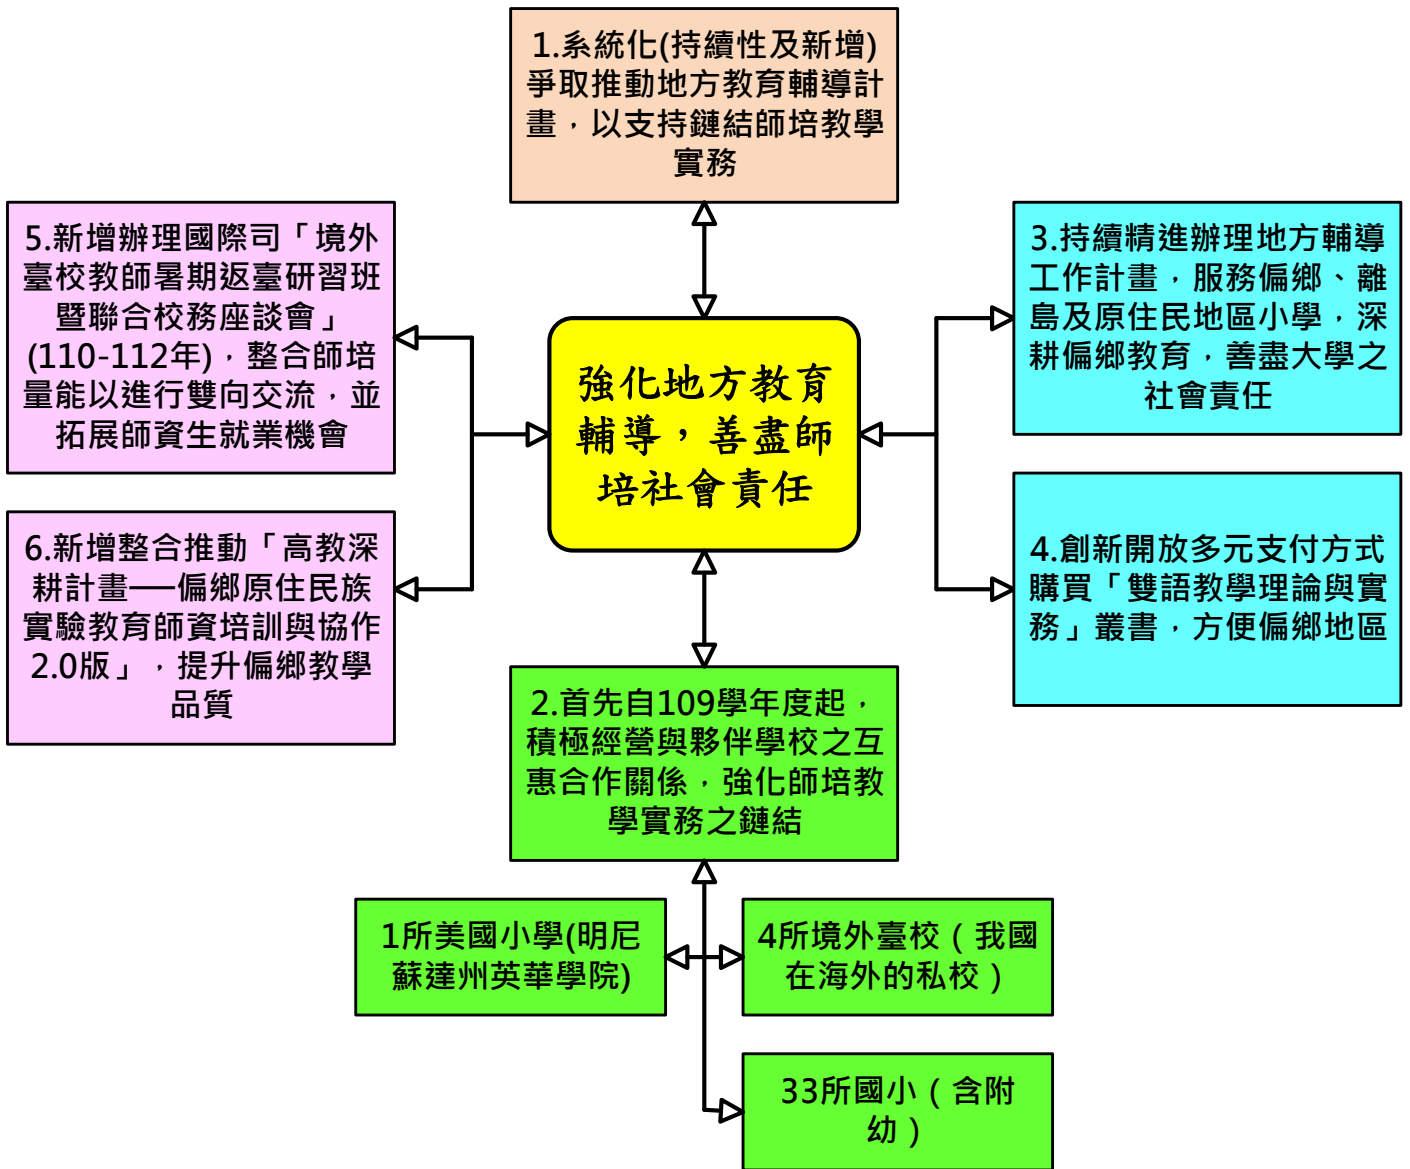 1.系統化(持續性及新增)
爭取推動地方教育輔導計
畫，以支持鏈結師培教學
實務
5.新增辦理國際司「境外
臺校教師暑期返臺研習班
暨聯合校務座談會」
(110-112年)，整合師培
量能以進行雙向交流，並
拓展師資生就業機會
3.持續精進辦理地方輔導
工作計畫，服務偏鄉、離
島及原住民地區小學，深
耕偏鄉教育，善盡大學之
社會責任
強化地方教育
輔導，善盡師
培社會責任
6.新增整合推動「高教深
耕計畫──偏鄉原住民族
實驗教育師資培訓與協作
2.0版」，提升偏鄉教學
品質
4.創新開放多元支付方式
購買「雙語教學理論與實
務」叢書，方便偏鄉地區
2.首先自109學年度起，
積極經營與夥伴學校之互
惠合作關係，強化師培教
學實務之鏈結
1所美國小學(明尼
蘇達州英華學院)
4所境外臺校（我國
在海外的私校）
33所國小（含附
幼）